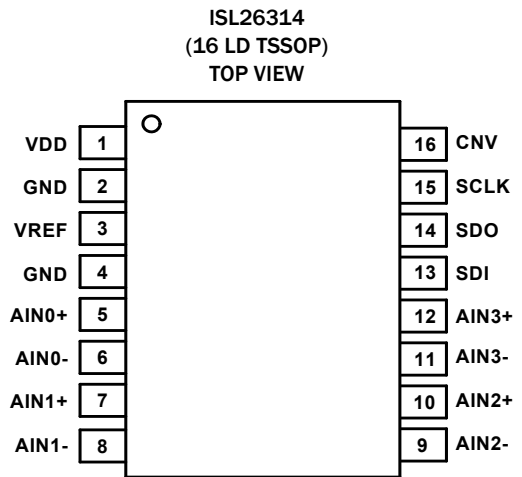 ISL26314
(16 LD TSSOP)
TOP VIEW
VDD 1 16 CNV
GND 2 15 SCLK
VREF 3 14 SDO
GND 4 13 SDI
AIN0+ 5 12 AIN3+
AIN0- 6 11 AIN3-
AIN1+ 7 10 AIN2+
AIN1- 8 9 AIN2-